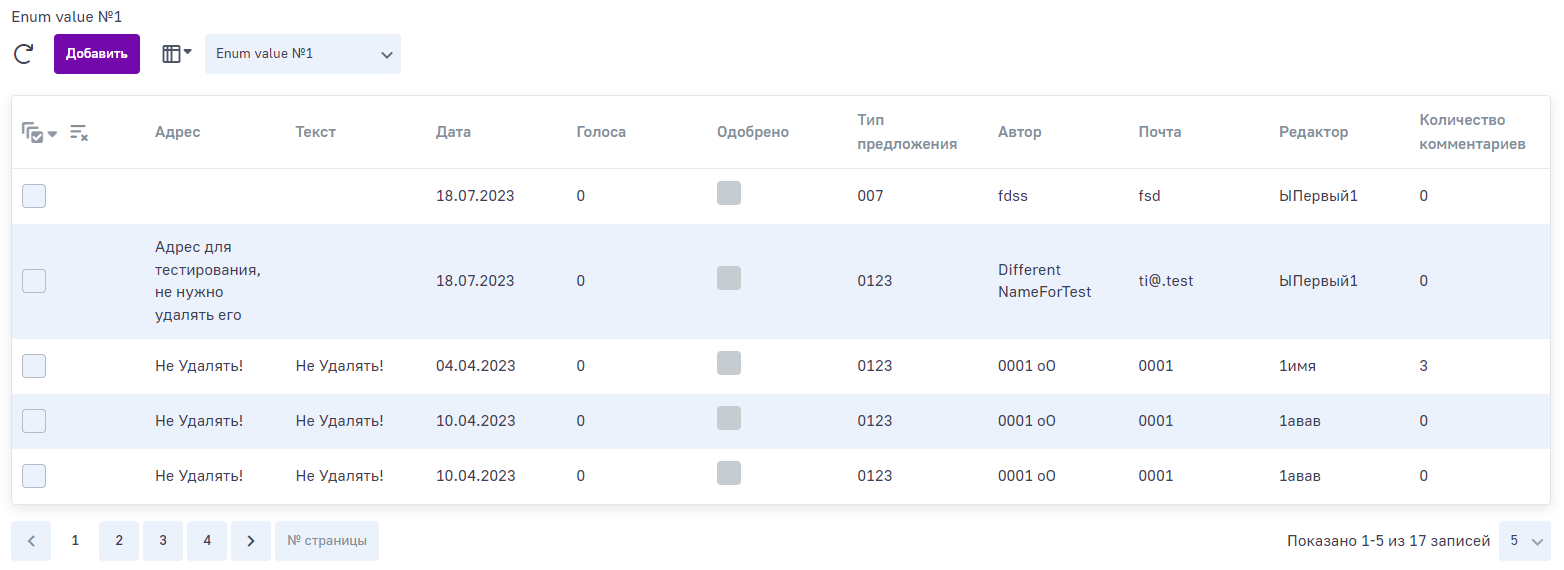 Enum value №1
Добавить
Enum value №1
Адрес Текст Дата Голоса Одобрено Тип предложения Автор Почта Редактор Количество комментариев
18.07.2023 0 007 fdss fsd ЫПервый1 0
Адрес для
тестирования,
не нужно
удалять его
18.07.2023 0 0123 Different NameForTest ti@.test ЫПервый1 0
Не Удалять! Не Удалять! 04.04.2023 0 0123 0001 оО 0001 1имя 3
Не Удалять! Не Удалять! 10.04.2023 0 0123 0001 оО 0001 1авав 0
Не Удалять! Не Удалять! 10.04.2023 0 0123 0001 оО 0001 1авав 0
1 2 3 4 № страницы
Показано 1-5 из 17 записей 5